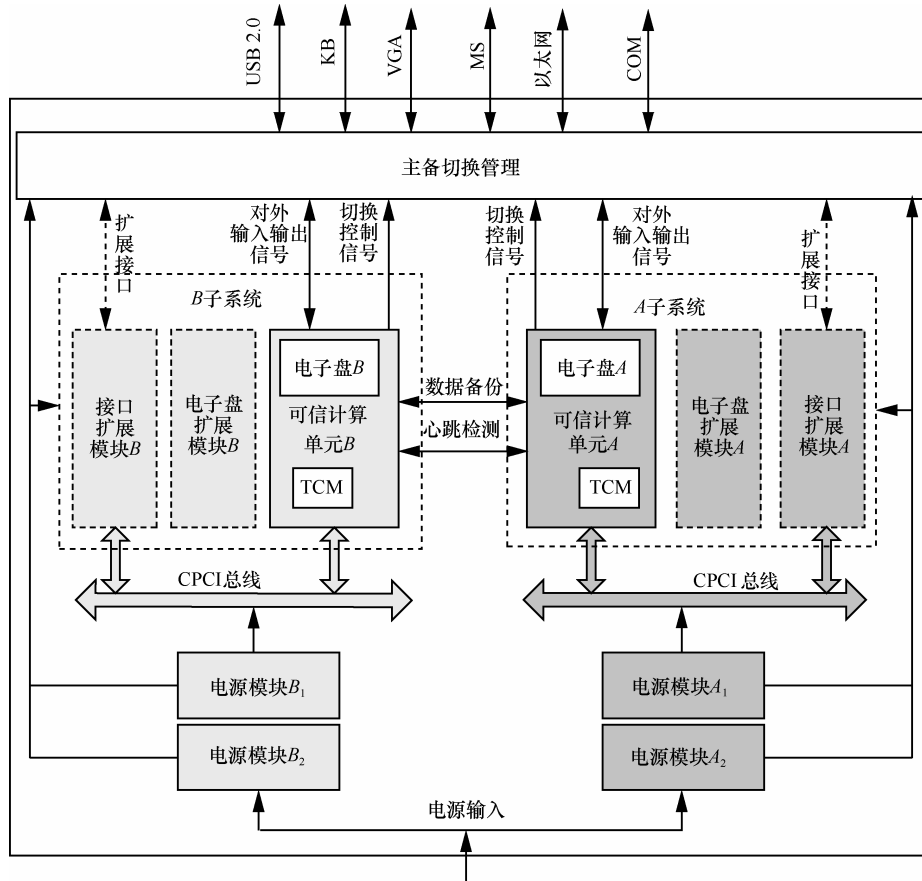 USB 2.0
KB
VGA
MS
以太网
COM
主备切换管理
扩展接口
对外
输入输出
信号
切换
控制
信号
切换
控制
信号
对外
输入输出
信号
扩展接口
B子系统
A子系统
接口
扩展
模块B
电子盘
扩展
模块B
电子盘B
可信计算
单元B
TCM
数据备份
心跳检测
电子盘A
可信计算
单元A
TCM
电子盘
扩展
模块A
接口
扩展
模块A
CPCI总线
CPCI总线
电源模块B₁
电源模块A₁
电源模块B₂
电源模块A₂
电源输入